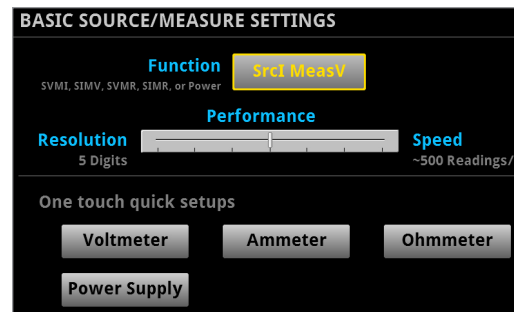 BASIC SOURCE/MEASURE SETTINGS
Function
SrcI MeasV
SVMI, SIMV, SVMR, SIMR, or Power
Performance
Resolution
Speed
5 Digits
~500 Readings/
One touch quick setups
Voltmeter
Ammeter
Ohmmeter
Power Supply